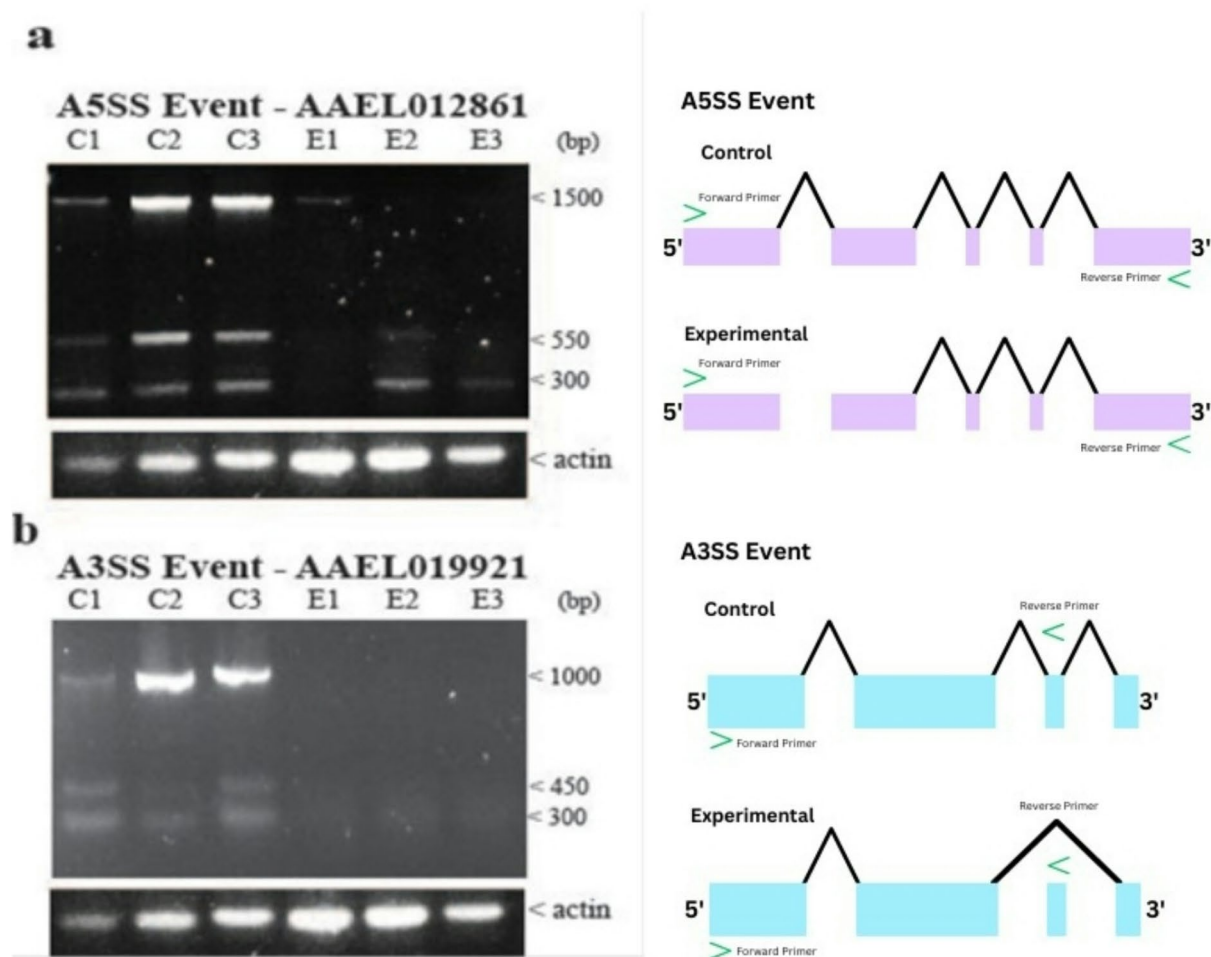 a
A5SS Event - AAEL012861
C1 C2 C3 E1 E2 E3 (bp)
< 1500
< 550
< 300
< actin
A5SS Event
Control
Forward Primer
5' 3'
Reverse Primer
Experimental
Forward Primer
5' 3'
Reverse Primer
b
A3SS Event - AAEL019921
C1 C2 C3 E1 E2 E3 (bp)
< 1000
< 450
< 300
< actin
A3SS Event
Control
Reverse Primer
5' 3'
Forward Primer
Experimental
Reverse Primer
5' 3'
Forward Primer